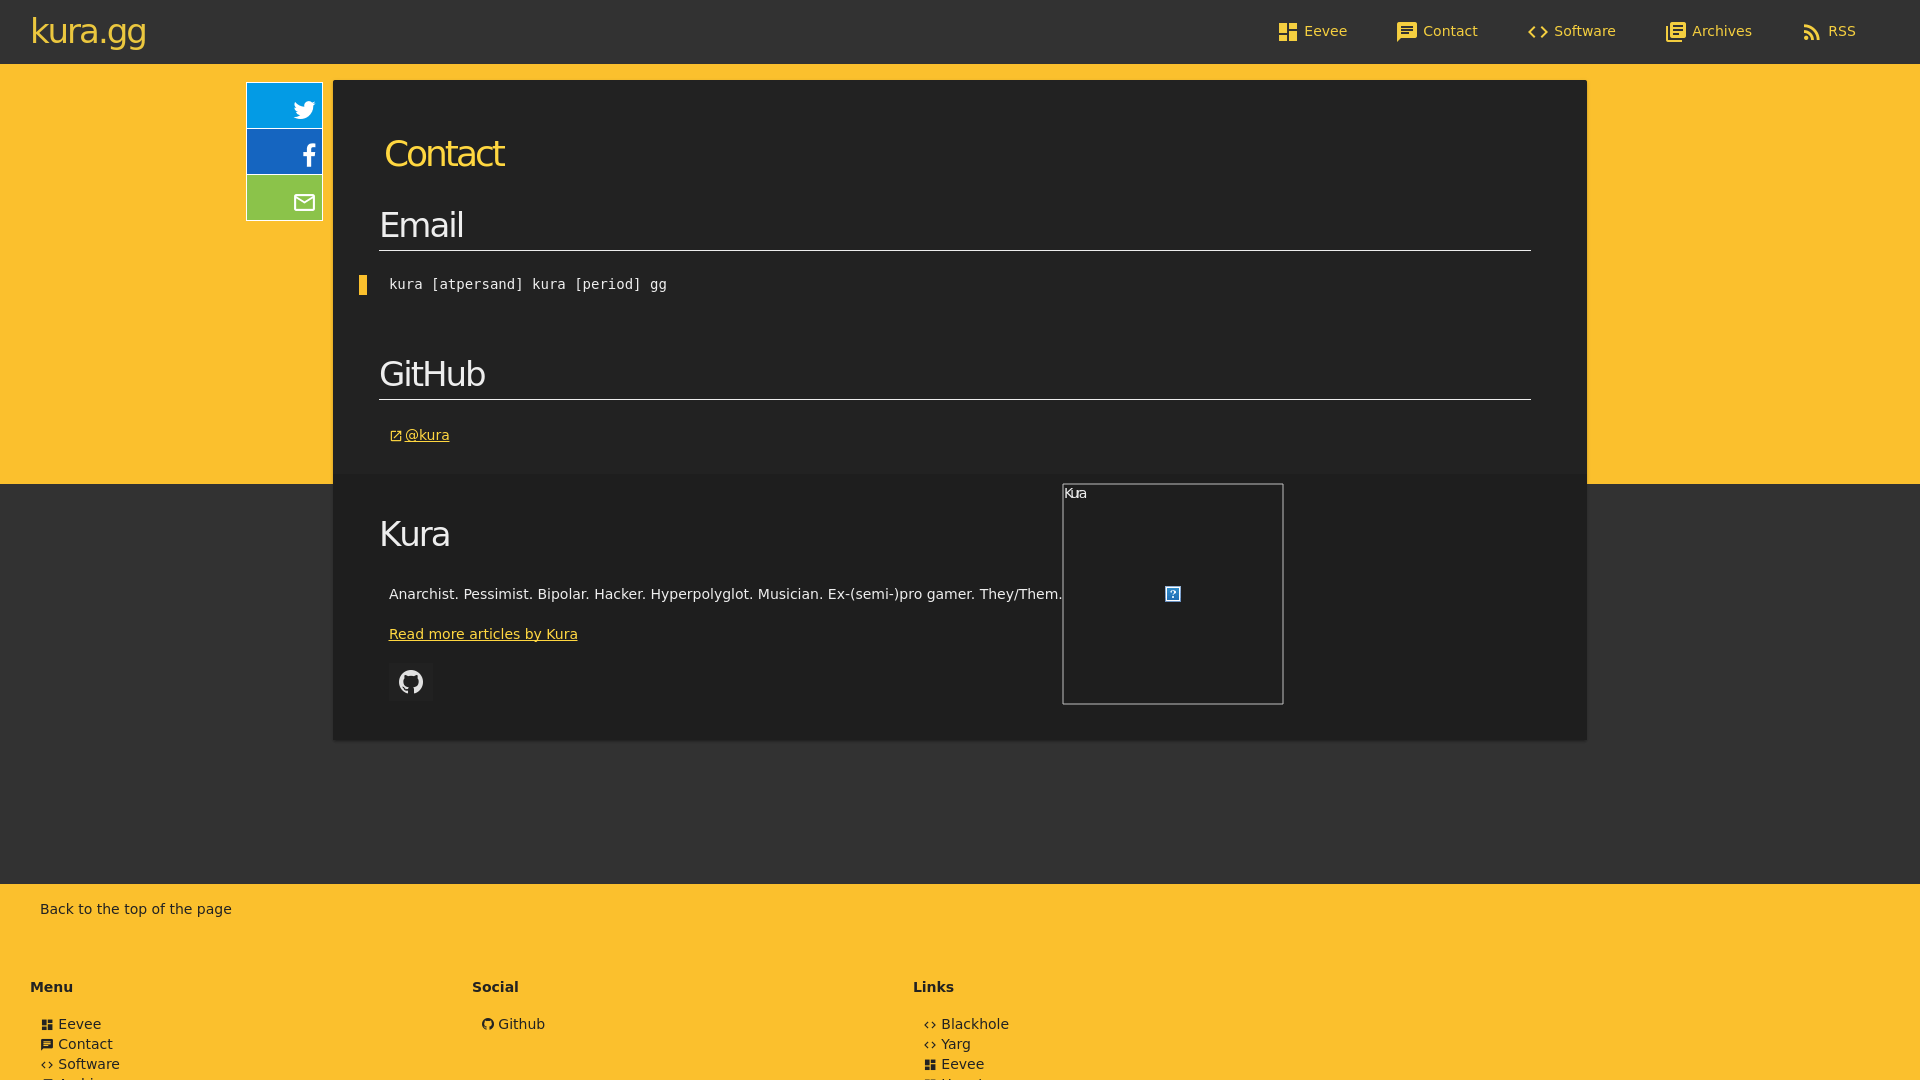 kura.gg
Eevee
Contact
Software
Archives
RSS
Contact
Email
kura [atpersand] kura [period] gg
GitHub
@kura
Kura
Kura
Anarchist. Pessimist. Bipolar. Hacker. Hyperpolyglot. Musician. Ex-(semi-)pro gamer. They/Them.
Read more articles by Kura
Back to the top of the page
Menu
Eevee
Contact
Software
Social
Github
Links
Blackhole
Yarg
Eevee